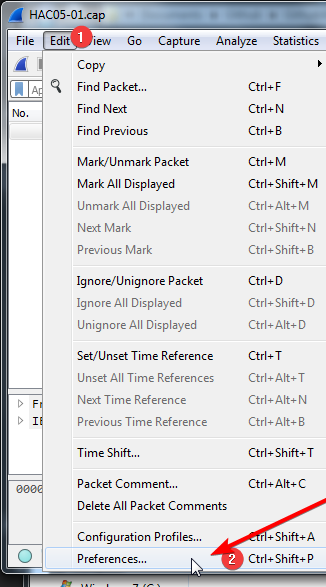 HAC05-01.cap
File Edit View Go Capture Analyze Statistics
1
Ap
No.
Copy
Find Packet... Ctrl+F
Find Next Ctrl+N
Find Previous Ctrl+B
Mark/Unmark Packet Ctrl+M
Mark All Displayed Ctrl+Shift+M
Unmark All Displayed Ctrl+Alt+M
Next Mark Ctrl+Shift+N
Previous Mark Ctrl+Shift+B
Ignore/Unignore Packet Ctrl+D
Ignore All Displayed Ctrl+Shift+D
Unignore All Displayed Ctrl+Alt+D
Set/Unset Time Reference Ctrl+T
Unset All Time References Ctrl+Alt+T
Next Time Reference Ctrl+Alt+N
Previous Time Reference Ctrl+Alt+B
Fr
IE
Time Shift... Ctrl+Shift+T
Packet Comment... Ctrl+Alt+C
0000
Delete All Packet Comments
Configuration Profiles... Ctrl+Shift+A
Preferences... 2 Ctrl+Shift+P